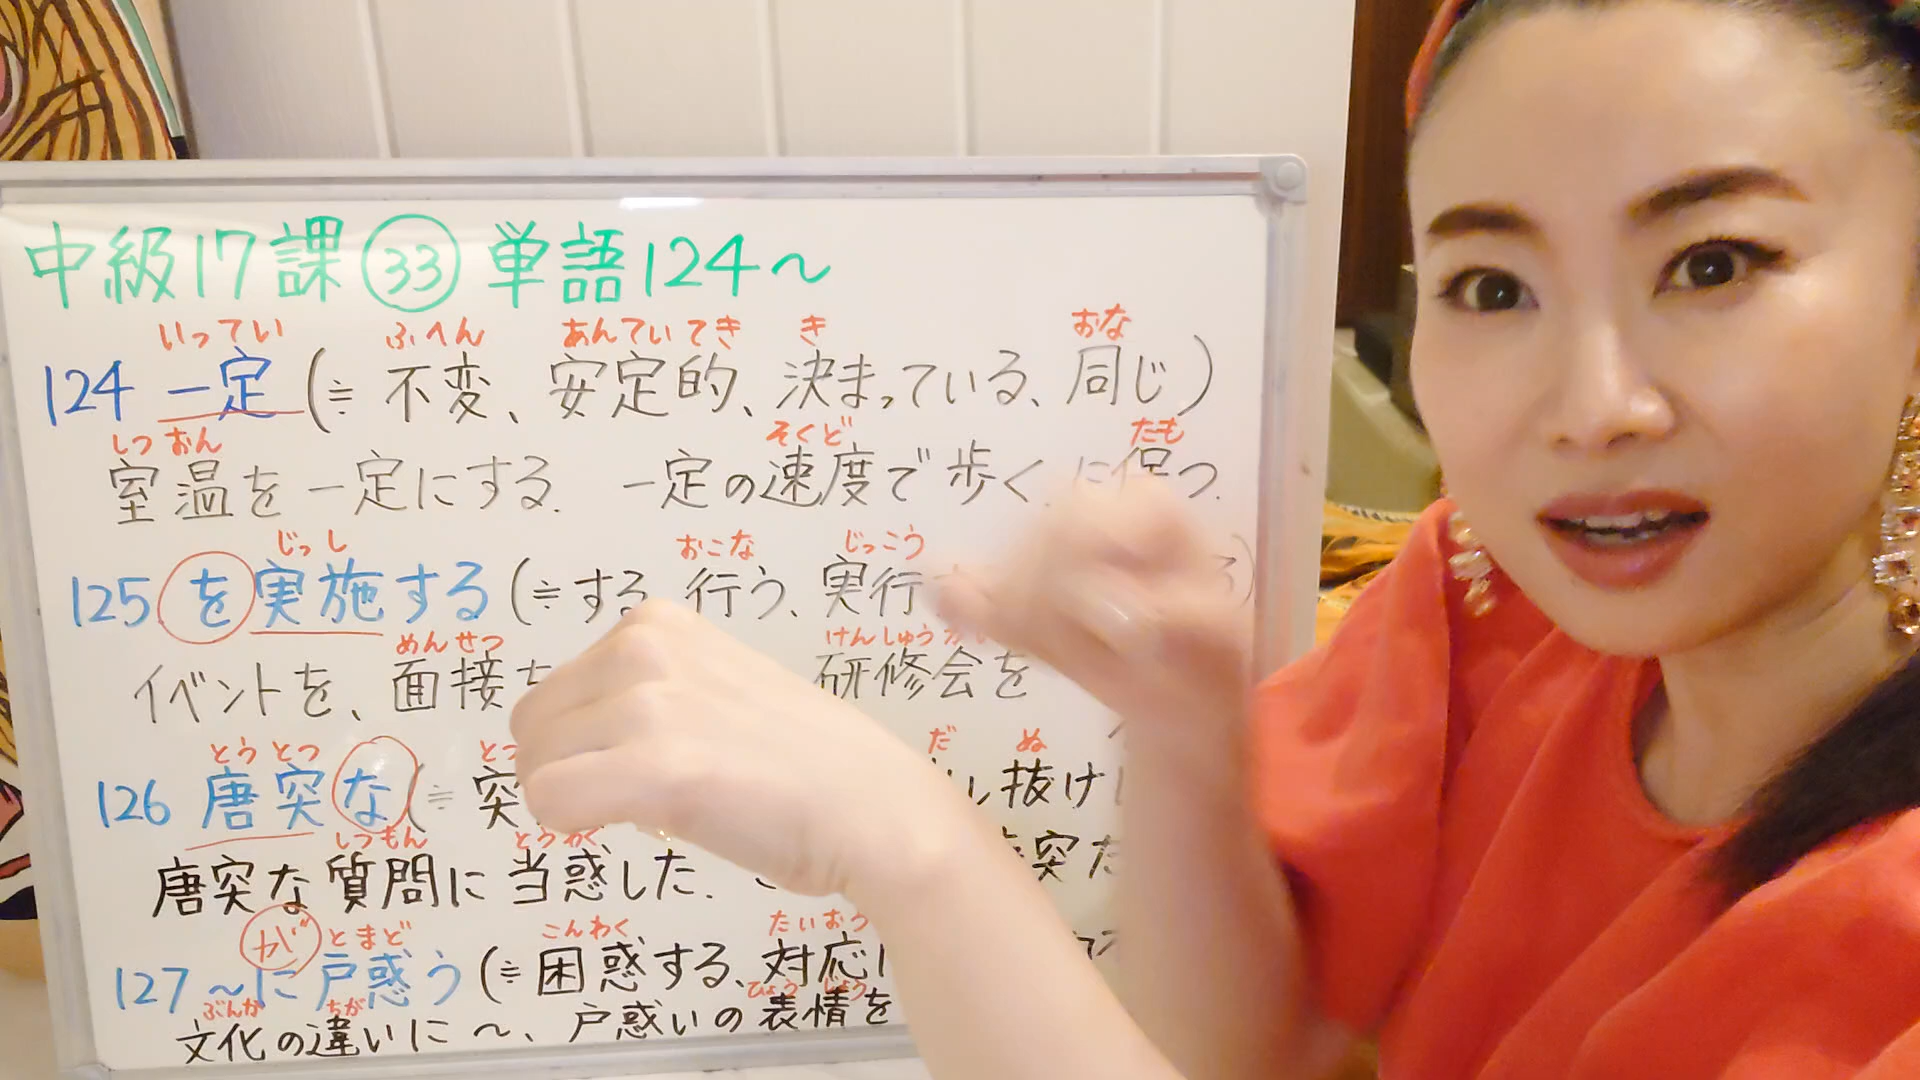 中級17課㉝単語124～
いってい ふへん あんていてき き おな
124 一定(≒不変、安定的、決まっている、同じ)
しつおん そくど たも
室温を一定にする. 一定の速度で歩く. に保つ.
じっし おこな じっこう
125 を実施する(≒する 行う、実行
めんせつ けんしゅうかい
イベントを、面接を 研修会を
とうとつ とつ だ ぬ
126 唐突な(≒突 し抜け
しつもん とうわく
唐突な質問に当惑した. 突だ
が とまど こんわく たいおう
127 ～に戸惑う(≒困惑する、対応
ぶんか ちが ひょうじょう
文化の違いに～、戸惑いの表情を